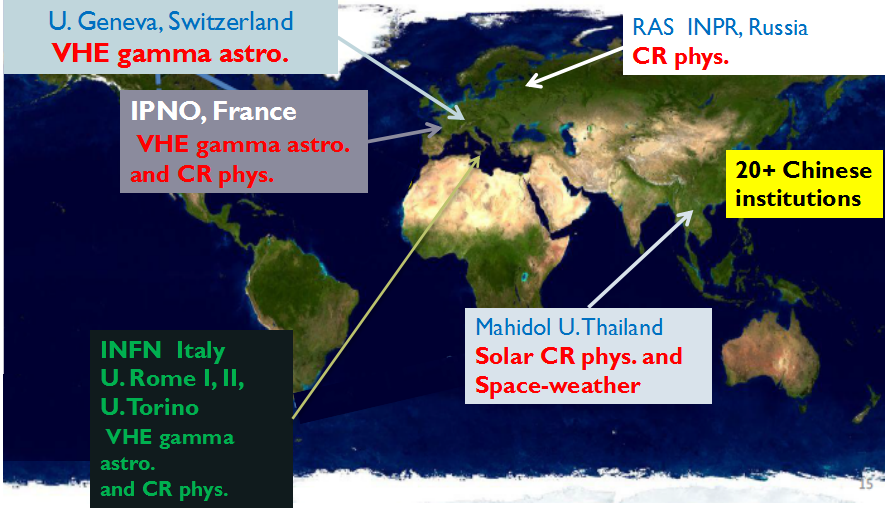 U. Geneva, Switzerland
VHE gamma astro.
RAS INPR, Russia
CR phys.
IPNO, France
VHE gamma astro.
and CR phys.
20+ Chinese
institutions
Mahidol U. Thailand
Solar CR phys. and
Space-weather
INFN Italy
U. Rome I, II,
U. Torino
VHE gamma
astro.
and CR phys.
15